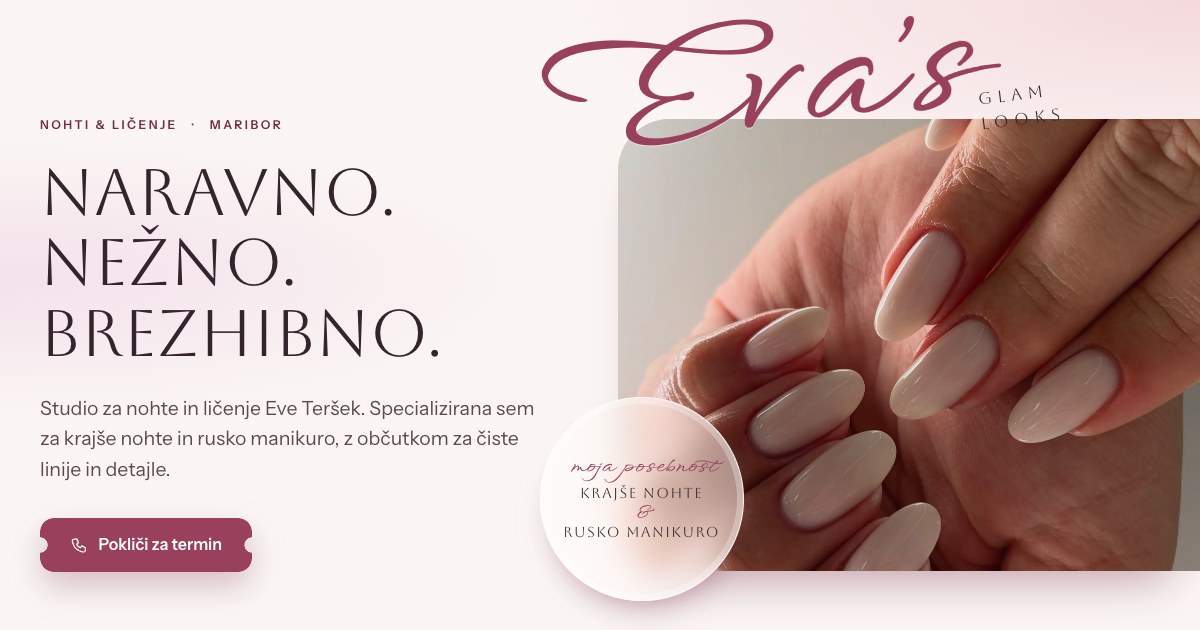 Eva's
GLAM
LOOKS
NOHTI & LIČENJE · MARIBOR
NARAVNO.
NEŽNO.
BREZHIBNO.
Studio za nohte in ličenje Eve Teršek. Specializirana sem
za krajše nohte in rusko manikuro, z občutkom za čiste
linije in detajle.
Pokliči za termin
moja posebnost
KRAJŠE NOHTE
&
RUSKO MANIKURO